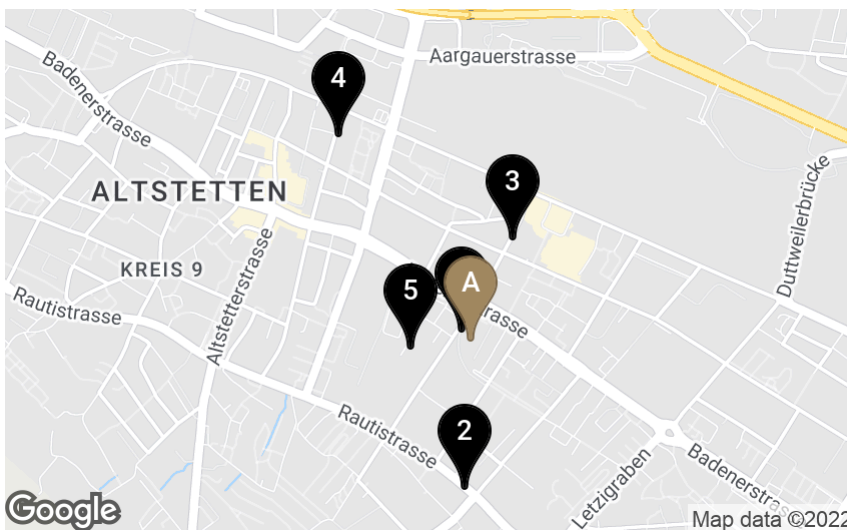 Aargauerstrasse
4
Badenerstrasse
ALTSTETTEN
3
Duttweilerbrücke
KREIS 9
A
5
Rautistrasse
Altstetterstrasse
strasse
Rautistrasse
2
Letzigraben
Badenerstra
Google
Map data ©2022